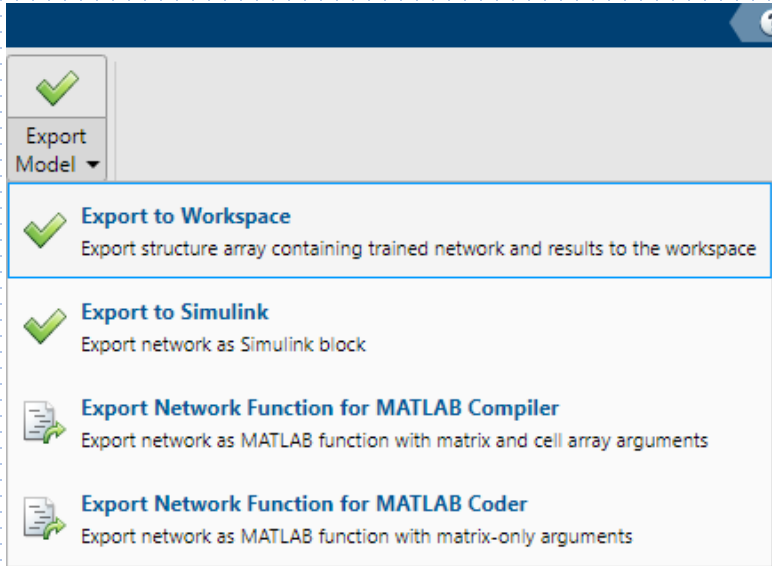 Export
Model
Export to Workspace
Export structure array containing trained network and results to the workspace
Export to Simulink
Export network as Simulink block
Export Network Function for MATLAB Compiler
Export network as MATLAB function with matrix and cell array arguments
Export Network Function for MATLAB Coder
Export network as MATLAB function with matrix-only arguments